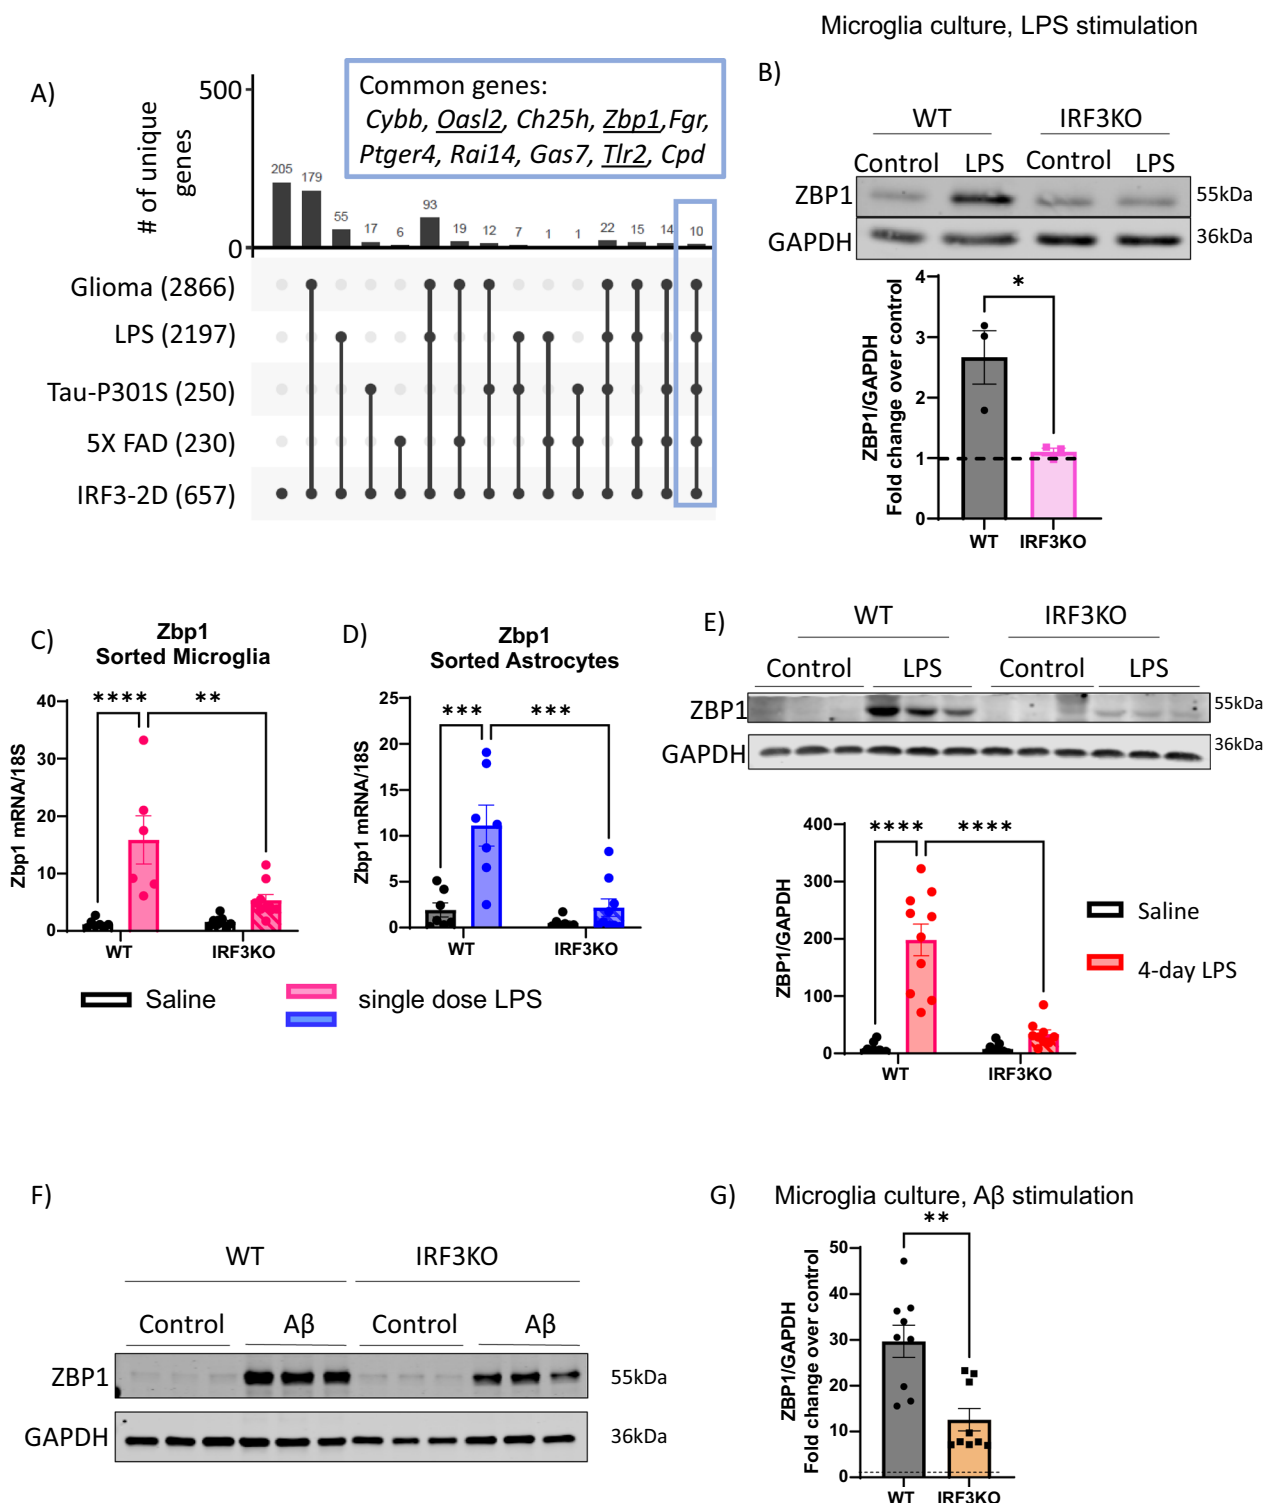 Microglia culture, LPS stimulation
A)
500
0
# of unique
genes
Common genes:
Cybb, Oasl2, Ch25h, Zbp1,Fgr,
Ptger4, Rai14, Gas7, Tlr2, Cpd
205
179
55
17
6
93
19
12
7
1
1
22
15
14
10
Glioma (2866)
LPS (2197)
Tau-P301S (250)
5X FAD (230)
IRF3-2D (657)
B)
WT IRF3KO
Control LPS Control LPS
ZBP1 55kDa
GAPDH 36kDa
ZBP1/GAPDH
Fold change over control
4
3
2
1
0
*
WT IRF3KO
C)
Zbp1
Sorted Microglia
Zbp1 mRNA/18S
40
30
20
10
0
**** **
WT IRF3KO
D)
Zbp1
Sorted Astrocytes
Zbp1 mRNA/18S
25
20
15
10
5
0
*** ***
WT IRF3KO
Saline single dose LPS
E)
WT IRF3KO
Control LPS Control LPS
ZBP1 55kDa
GAPDH 36kDa
ZBP1/GAPDH
400
300
200
100
0
**** ****
WT IRF3KO
Saline
4-day LPS
F)
WT IRF3KO
Control Aβ Control Aβ
ZBP1 55kDa
GAPDH 36kDa
G) Microglia culture, Aβ stimulation
ZBP1/GAPDH
Fold change over control
50
40
30
20
10
0
**
WT IRF3KO